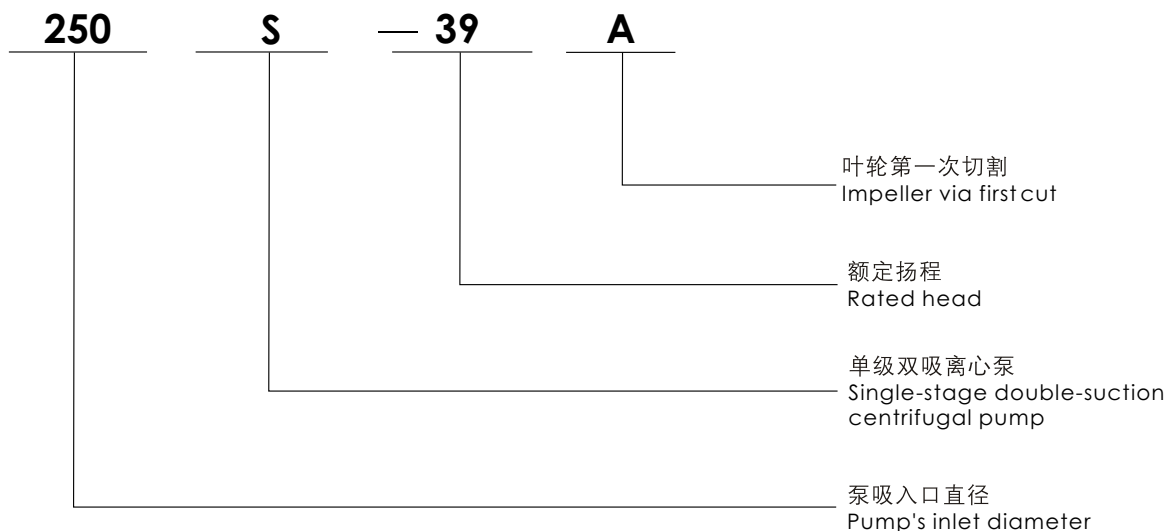 250 S — 39 A
叶轮第一次切割
Impeller via first cut
额定扬程
Rated head
单级双吸离心泵
Single-stage double-suction
centrifugal pump
泵吸入口直径
Pump's inlet diameter